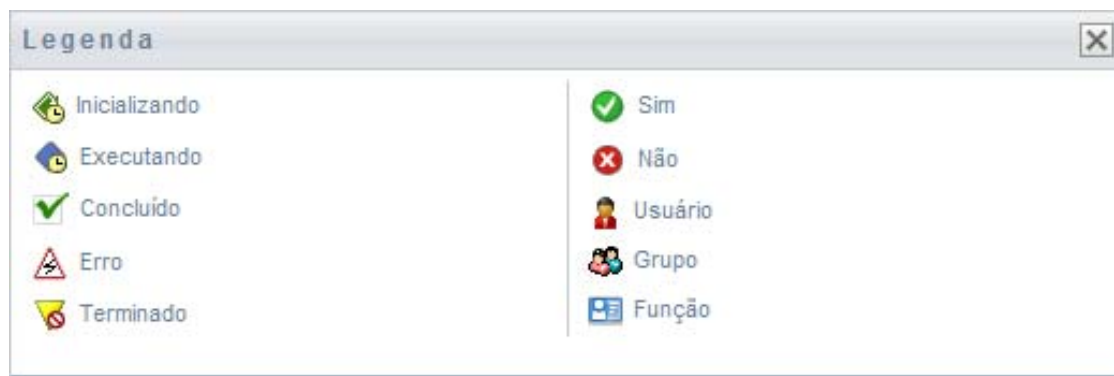 Legenda
Inicializando
Executando
Concluído
Erro
Terminado
Sim
Não
Usuário
Grupo
Função